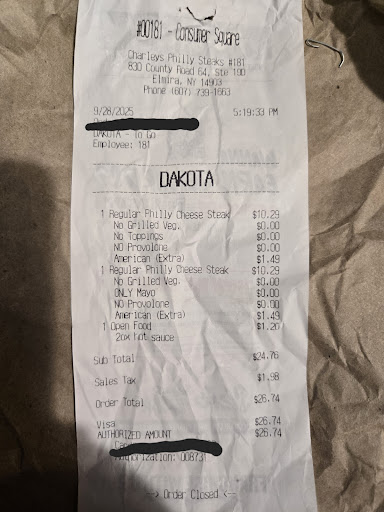 #00181 - Consumer Square
Charleys Philly Steaks #181
830 County Road 64, Ste 190
Elmira, NY 14903
Phone (607) 739-1663
9/28/2025 5:19:33 PM
DAKOTA - To Go
Employee: 181
DAKOTA
1 Regular Philly Cheese Steak $10.29
No Grilled Veg. $0.00
No Toppings $0.00
NO Provolone $0.00
American (Extra) $1.49
1 Regular Philly Cheese Steak $10.29
No Grilled Veg. $0.00
ONLY Mayo $0.00
NO Provolone $0.00
American (Extra) $1.49
1 Open Food $1.20
2ox hot sauce
Sub Total $24.76
Sales Tax $1.98
Order Total $26.74
Visa $26.74
AUTHORIZED AMOUNT $26.74
Authorization: 00873
--> Order Closed <--